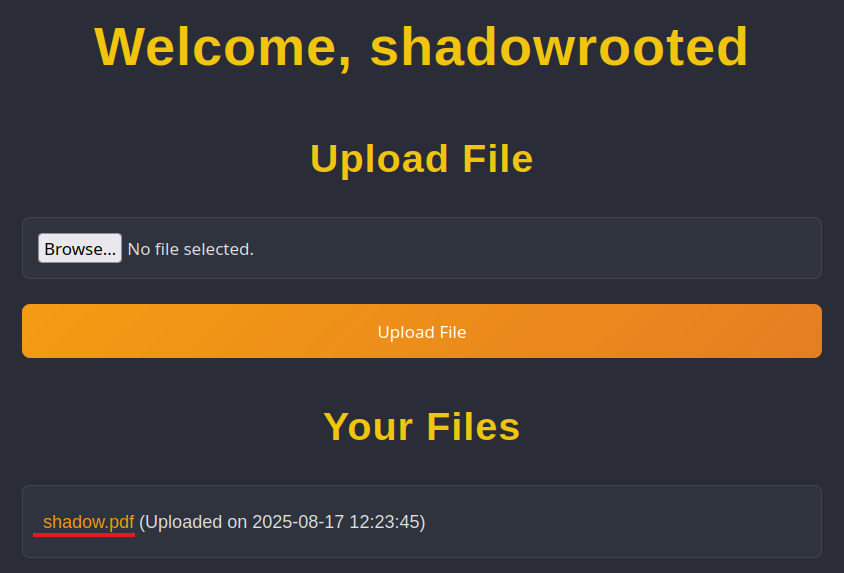 Welcome, shadowrooted
Upload File
Browse... No file selected.
Upload File
Your Files
shadow.pdf (Uploaded on 2025-08-17 12:23:45)